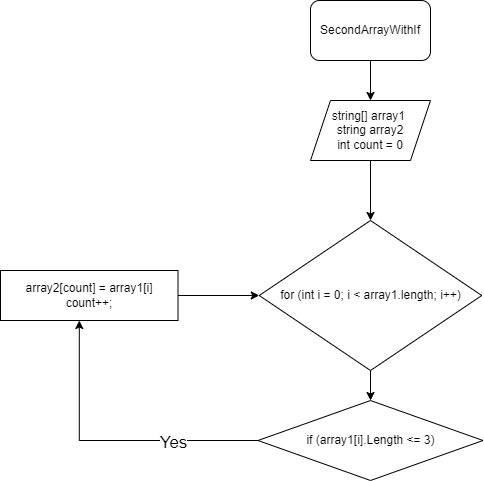 SecondArrayWithIf
string[] array1
string array2
int count = 0
for (int i = 0; i < array1.length; i++)
array2[count] = array1[i]
count++;
if (array1[i].Length <= 3)
Yes